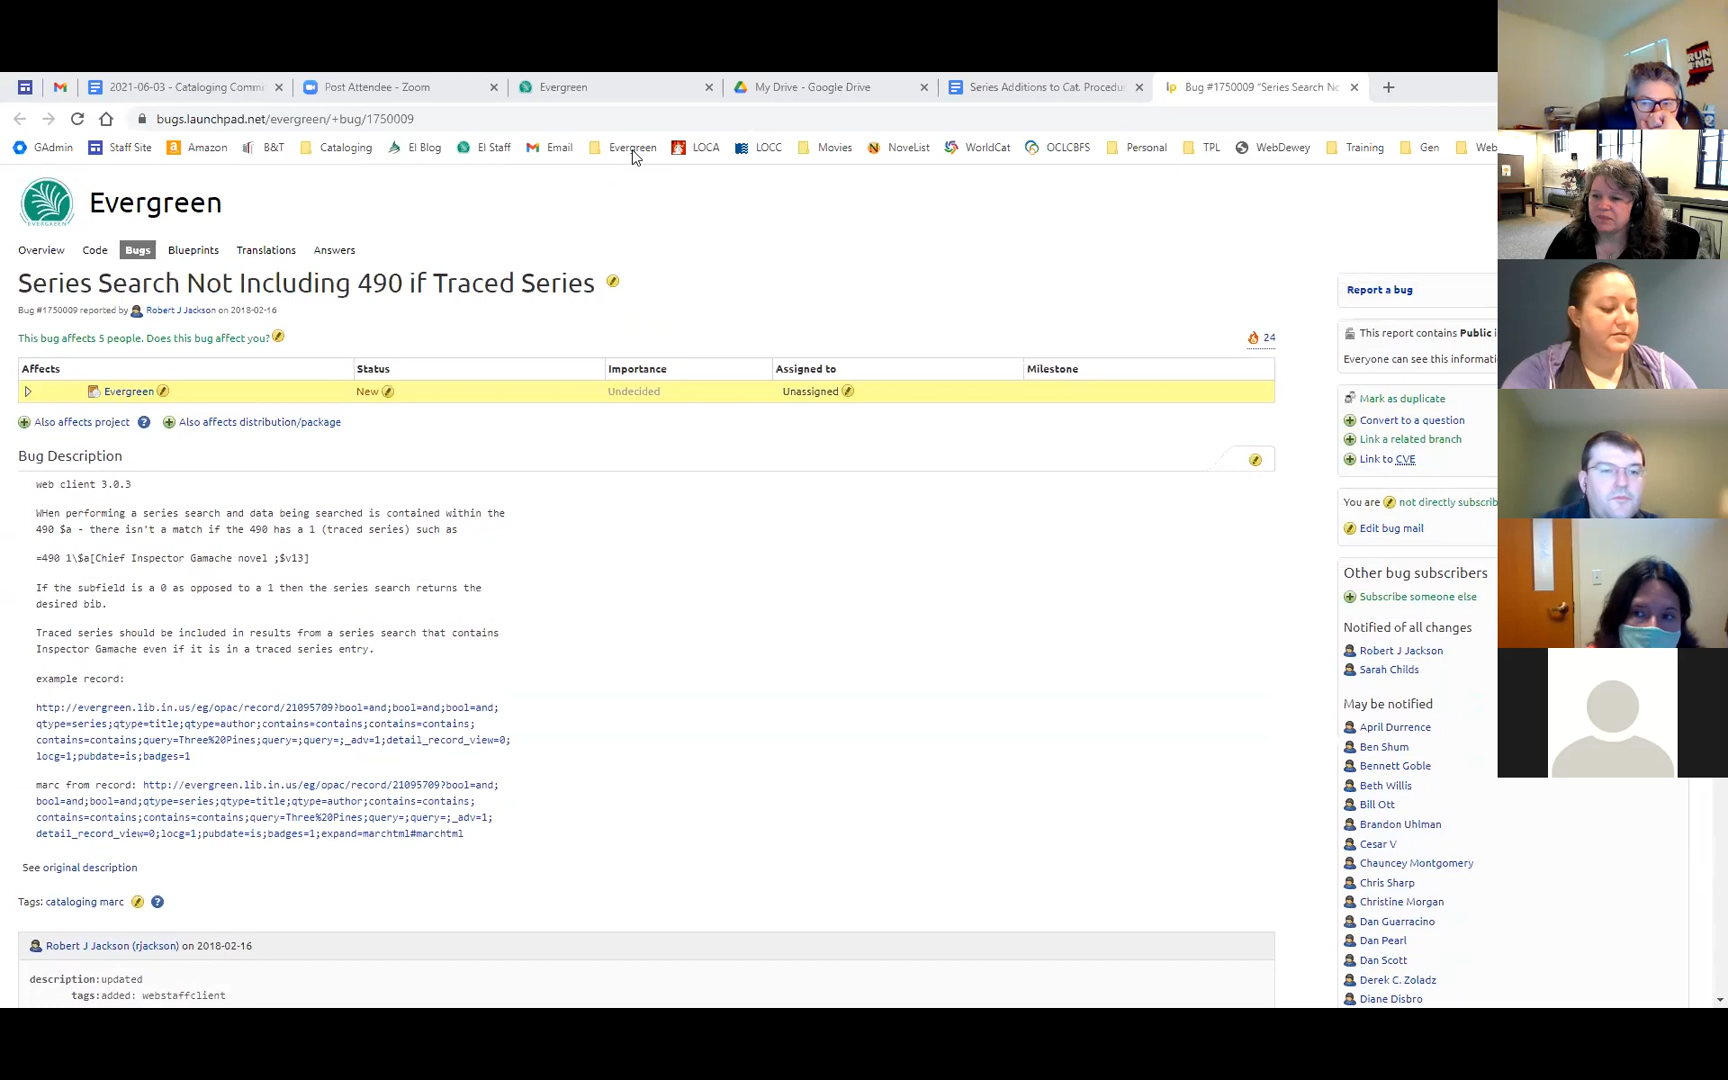 2021-06-03 - Cataloging Commi
Post Attendee - Zoom
Evergreen
My Drive - Google Drive
Series Additions to Cat. Procedur
Bug #1750009 “Series Search No
bugs.launchpad.net/evergreen/+bug/1750009
GAdmin
Staff Site
Amazon
B&T
Cataloging
EI Blog
EI Staff
Email
Evergreen
LOCA
LOCC
Movies
NoveList
WorldCat
OCLCBFS
Personal
TPL
WebDewey
Training
Gen
Web
EVERGREEN
Evergreen
Overview Code Bugs Blueprints Translations Answers
Series Search Not Including 490 if Traced Series
Bug #1750009 reported by Robert J Jackson on 2018-02-16
This bug affects 5 people. Does this bug affect you?
24
Affects Status Importance Assigned to Milestone
Evergreen New Undecided Unassigned
Also affects project Also affects distribution/package
Bug Description
web client 3.0.3
WHen performing a series search and data being searched is contained within the
490 $a - there isn't a match if the 490 has a 1 (traced series) such as
=490 1\$a[Chief Inspector Gamache novel ;$v13]
If the subfield is a 0 as opposed to a 1 then the series search returns the
desired bib.
Traced series should be included in results from a series search that contains
Inspector Gamache even if it is in a traced series entry.
example record:
http://evergreen.lib.in.us/eg/opac/record/21095709?bool=and;bool=and;bool=and;
qtype=series;qtype=title;qtype=author;contains=contains;contains=contains;
contains=contains;query=Three%20Pines;query=;query=;_adv=1;detail_record_view=0;
locg=1;pubdate=is;badges=1
marc from record: http://evergreen.lib.in.us/eg/opac/record/21095709?bool=and;
bool=and;bool=and;qtype=series;qtype=title;qtype=author;contains=contains;
contains=contains;contains=contains;query=Three%20Pines;query=;query=;_adv=1;
detail_record_view=0;locg=1;pubdate=is;badges=1;expand=marchtml#marchtml
See original description
Tags: cataloging marc
Robert J Jackson (rjackson) on 2018-02-16
description:updated
tags:added: webstaffclient
Report a bug
This report contains Public i
Everyone can see this informati
Mark as duplicate
Convert to a question
Link a related branch
Link to CVE
You are not directly subscrib
Edit bug mail
Other bug subscribers
Subscribe someone else
Notified of all changes
Robert J Jackson
Sarah Childs
May be notified
April Durrence
Ben Shum
Bennett Goble
Beth Willis
Bill Ott
Brandon Uhlman
Cesar V
Chauncey Montgomery
Chris Sharp
Christine Morgan
Dan Guarracino
Dan Pearl
Dan Scott
Derek C. Zoladz
Diane Disbro